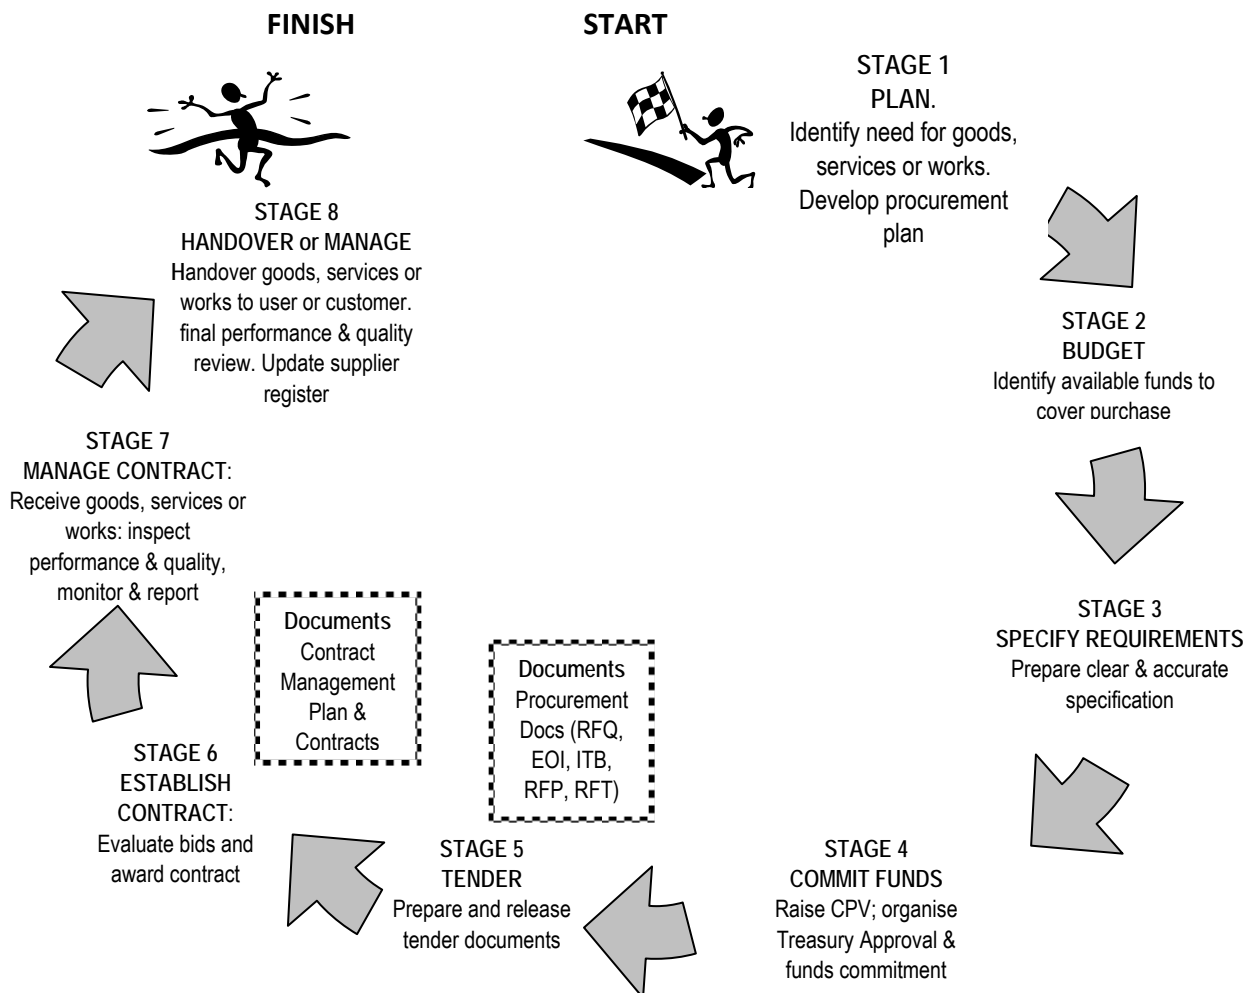 FINISH
START
STAGE 1
PLAN.
Identify need for goods,
services or works.
Develop procurement
plan
STAGE 2
BUDGET
Identify available funds to
cover purchase
STAGE 3
SPECIFY REQUIREMENTS
Prepare clear & accurate
specification
STAGE 4
COMMIT FUNDS
Raise CPV; organise
Treasury Approval &
funds commitment
Documents
Procurement
Docs (RFQ,
EOI, ITB,
RFP, RFT)
STAGE 5
TENDER
Prepare and release
tender documents
Documents
Contract
Management
Plan &
Contracts
STAGE 6
ESTABLISH
CONTRACT:
Evaluate bids and
award contract
STAGE 7
MANAGE CONTRACT:
Receive goods, services or
works: inspect
performance & quality,
monitor & report
STAGE 8
HANDOVER or MANAGE
Handover goods, services or
works to user or customer.
final performance & quality
review. Update supplier
register